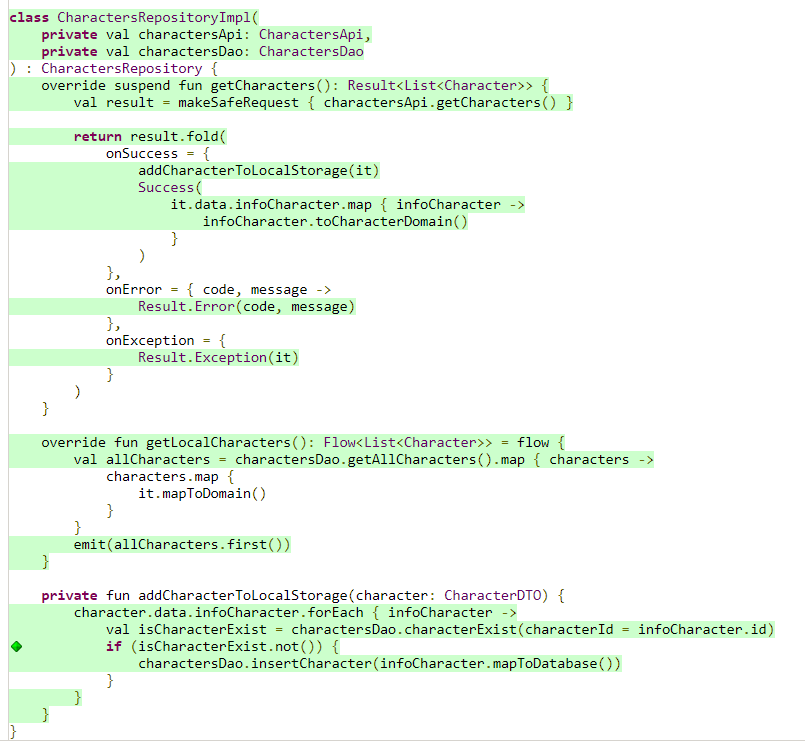 class CharactersRepositoryImpl(
    private val charactersApi: CharactersApi,
    private val charactersDao: CharactersDao
) : CharactersRepository {
    override suspend fun getCharacters(): Result<List<Character>> {
        val result = makeSafeRequest { charactersApi.getCharacters() }

        return result.fold(
            onSuccess = {
                addCharacterToLocalStorage(it)
                Success(
                    it.data.infoCharacter.map { infoCharacter ->
                        infoCharacter.toCharacterDomain()
                    }
                )
            },
            onError = { code, message ->
                Result.Error(code, message)
            },
            onException = {
                Result.Exception(it)
            }
        )
    }

    override fun getLocalCharacters(): Flow<List<Character>> = flow {
        val allCharacters = charactersDao.getAllCharacters().map { characters ->
            characters.map {
                it.mapToDomain()
            }
        }
        emit(allCharacters.first())
    }

    private fun addCharacterToLocalStorage(character: CharacterDTO) {
        character.data.infoCharacter.forEach { infoCharacter ->
            val isCharacterExist = charactersDao.characterExist(characterId = infoCharacter.id)
            if (isCharacterExist.not()) {
                charactersDao.insertCharacter(infoCharacter.mapToDatabase())
            }
        }
    }
}